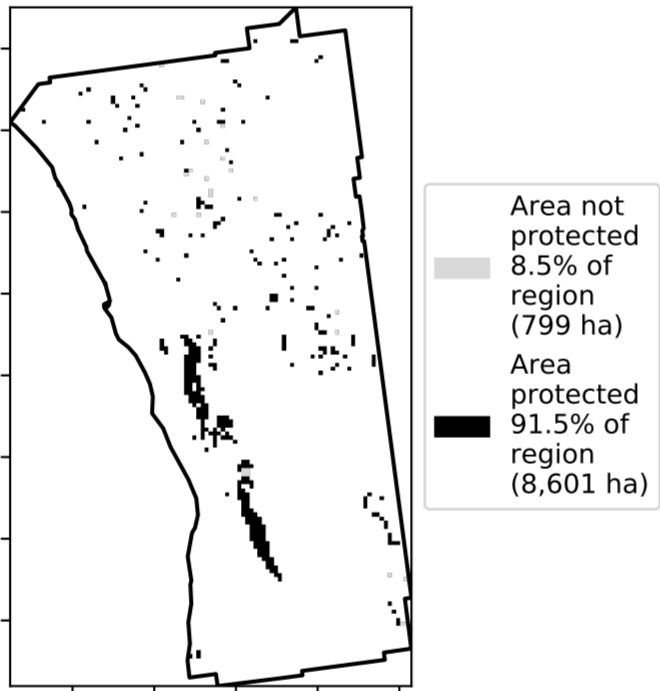 Area not
protected
8.5% of
region
(799 ha)
Area
protected
91.5% of
region
(8,601 ha)